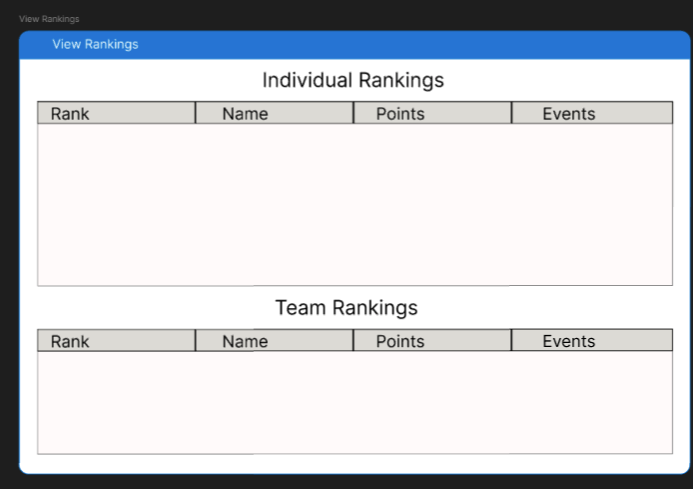 View Rankings
View Rankings
Individual Rankings
Rank Name Points Events
Team Rankings
Rank Name Points Events